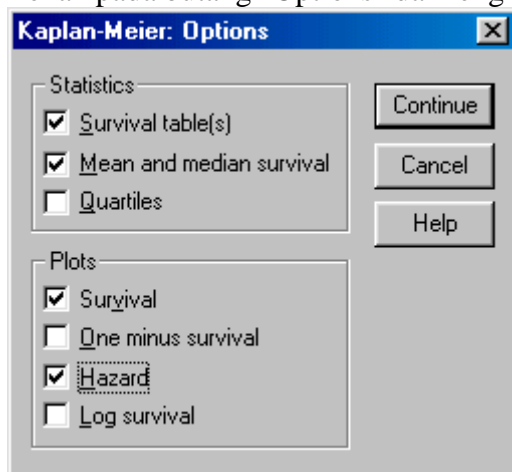 Kaplan-Meier: Options
Statistics
Survival table(s)
Mean and median survival
Quartiles
Plots
Survival
One minus survival
Hazard
Log survival
Continue
Cancel
Help